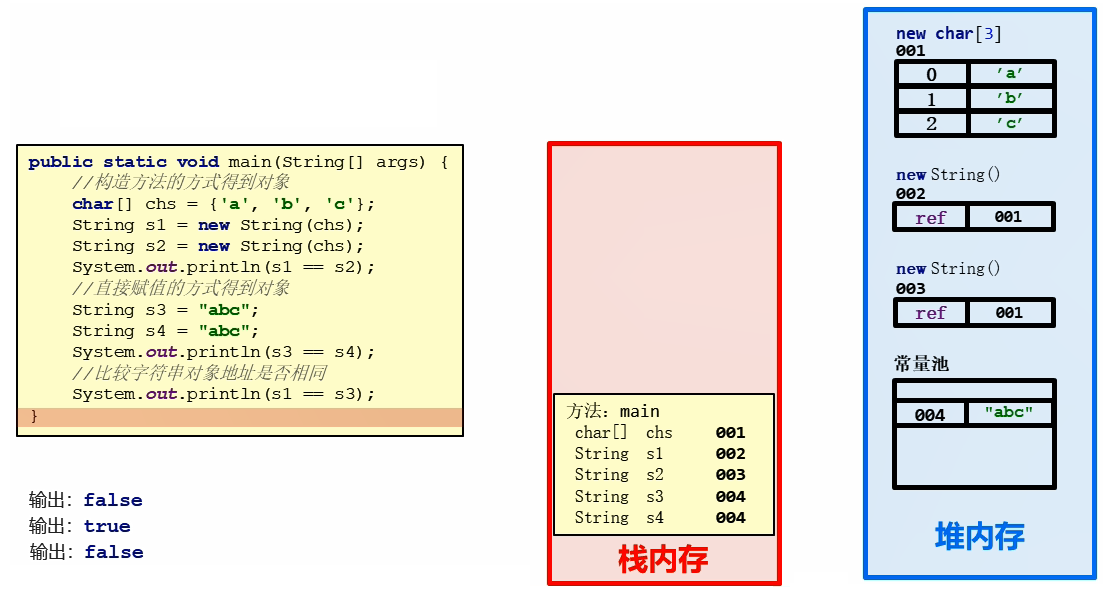 public static void main(String[] args) {
//构造方法的方式得到对象
char[] chs = {'a', 'b', 'c'};
String s1 = new String(chs);
String s2 = new String(chs);
System.out.println(s1 == s2);
//直接赋值的方式得到对象
String s3 = "abc";
String s4 = "abc";
System.out.println(s3 == s4);
//比较字符串对象地址是否相同
System.out.println(s1 == s3);
}
输出: false
输出: true
输出: false
方法: main
char[] chs 001
String s1 002
String s2 003
String s3 004
String s4 004
栈内存
new char[3]
001
0 'a'
1 'b'
2 'c'
new String()
002
ref 001
new String()
003
ref 001
常量池
004 "abc"
堆内存